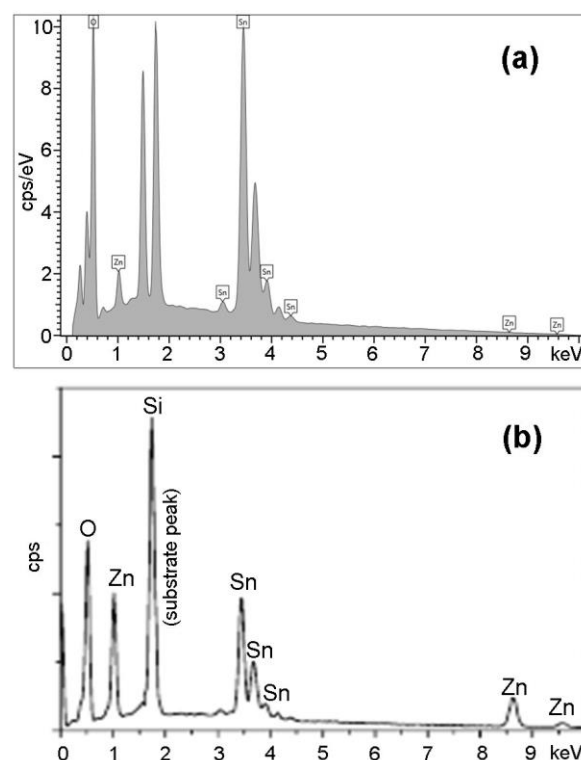 (a)
10
8
6
4
2
0
cps/eV
O
Zn
Sn
Sn
Sn
Sn
Zn
Zn
0 1 2 3 4 5 6 7 8 9 keV
(b)
cps
O
Zn
Si
(substrate peak)
Sn
Sn
Sn
Zn
Zn
0 1 2 3 4 5 6 7 8 9 keV